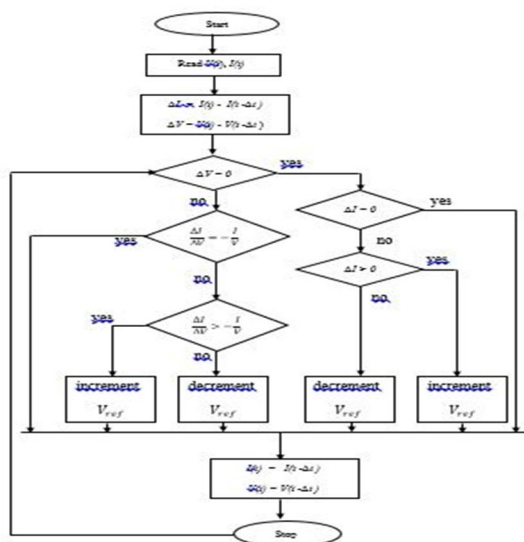 Start
Read V(t), I(t)
ΔI = I(t) - I(t-Δt)
ΔV = V(t) - V(t-Δt)
ΔV = 0
yes
no
ΔI = 0
yes
no
ΔI/ΔV = -I/V
yes
no
ΔI > 0
yes
no
ΔI/ΔV > -I/V
yes
no
increment
Vref
decrement
Vref
decrement
Vref
increment
Vref
I(t) = I(t-Δt)
V(t) = V(t-Δt)
Stop